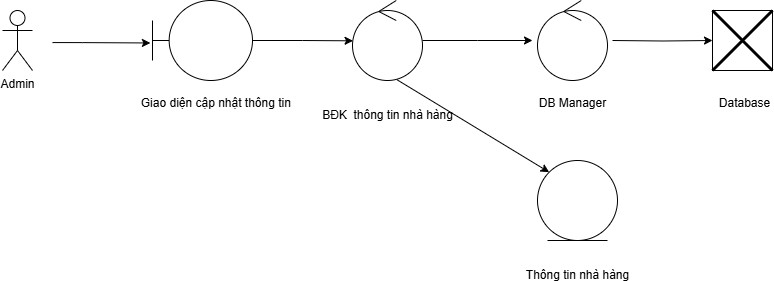 Admin
Giao diện cập nhật thông tin
BĐK thông tin nhà hàng
DB Manager
Database
Thông tin nhà hàng